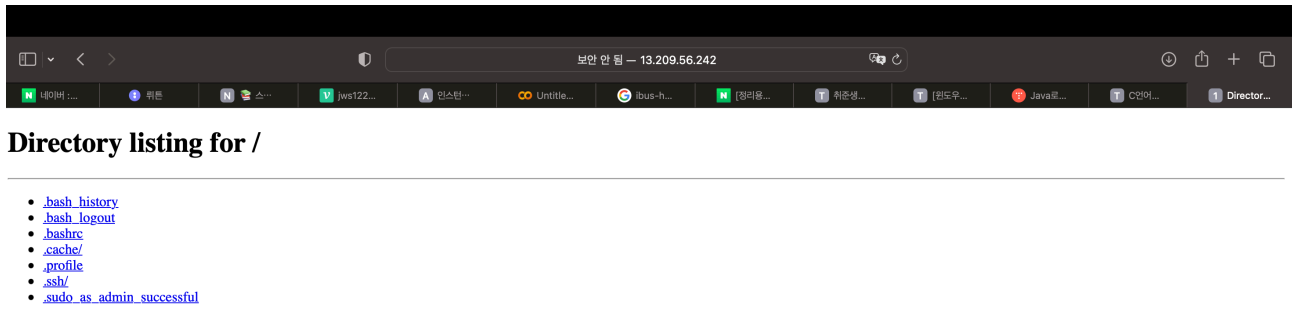 보안 안 됨 — 13.209.56.242
네이버 :...
뤼튼
스...
jws122...
인스턴...
Untitle...
ibus-h...
[정리용...
취준생...
[윈도우...
Java로...
C언어...
Director...
Directory listing for /
.bash_history
.bash_logout
.bashrc
.cache/
.profile
.ssh/
.sudo_as_admin_successful